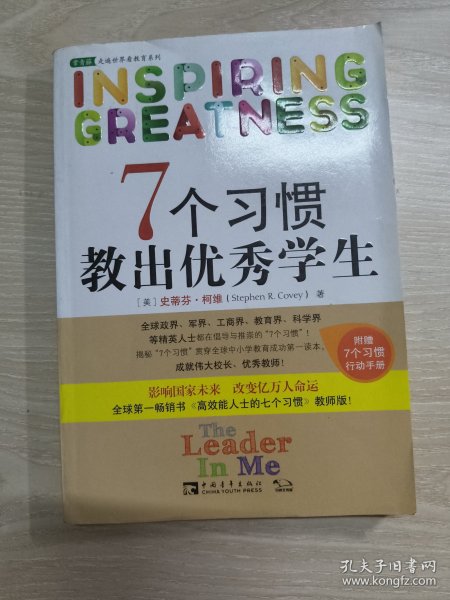 常青藤 走遍世界看教育系列
INSPIRING
GREATNESS
7个习惯
教出优秀学生
[美]史蒂芬·柯维(Stephen R. Covey) 著
全球政界、军界、工商界、教育界、科学界
等精英人士都在倡导与推崇的“7个习惯”!
揭秘“7个习惯”贯穿全球中小学教育成功第一读本,
成就伟大校长、优秀教师!
附赠
7个习惯
行动手册
影响国家未来 改变亿万人命运
全球第一畅销书《高效能人士的七个习惯》教师版!
The
Leader
In Me
中国青年出版社
CHINA YOUTH PRESS
孔夫子旧书网
www.kongfz.com